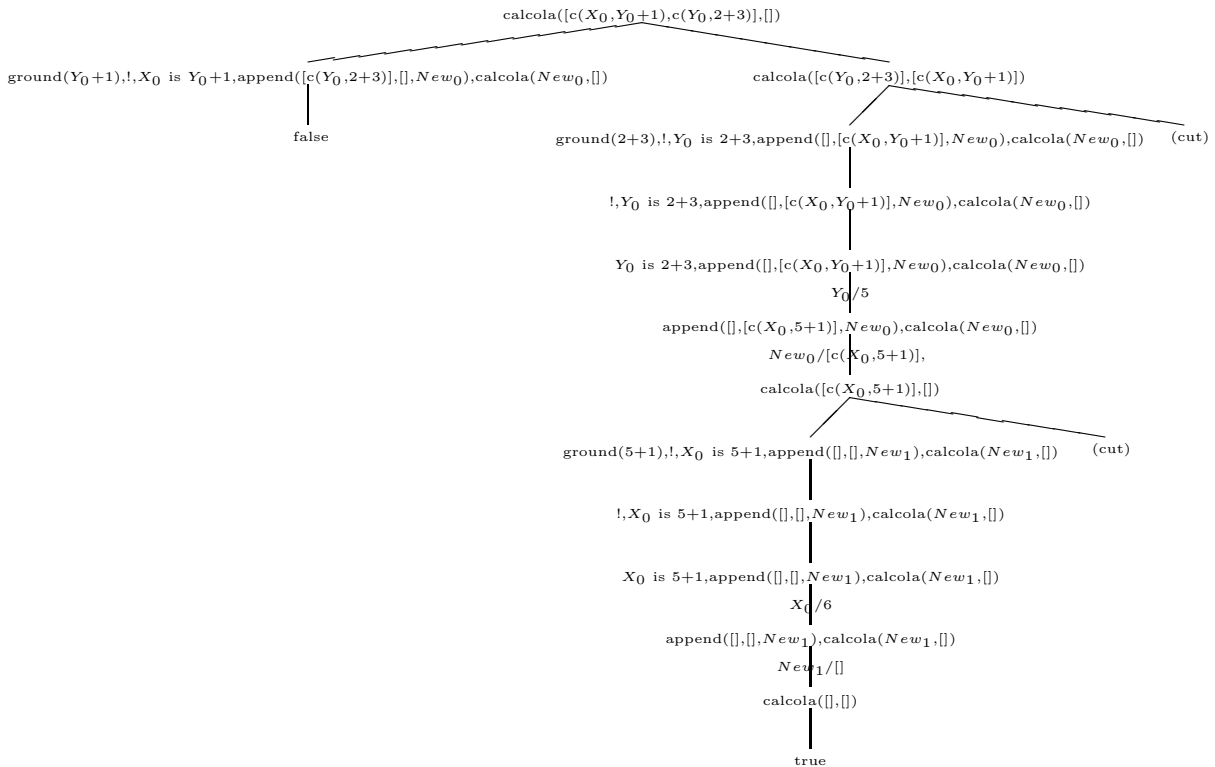 calcola([c(X₀,Y₀+1),c(Y₀,2+3)],[])
ground(Y₀+1),!,X₀ is Y₀+1,append([c(Y₀,2+3)],[],New₀),calcola(New₀,[])
calcola([c(Y₀,2+3)],[c(X₀,Y₀+1)])
false
ground(2+3),!,Y₀ is 2+3,append([],[c(X₀,Y₀+1)],New₀),calcola(New₀,[])
(cut)
!,Y₀ is 2+3,append([],[c(X₀,Y₀+1)],New₀),calcola(New₀,[])
Y₀ is 2+3,append([],[c(X₀,Y₀+1)],New₀),calcola(New₀,[])
Y₀/5
append([],[c(X₀,5+1)],New₀),calcola(New₀,[])
New₀/[c(X₀,5+1)],
calcola([c(X₀,5+1)],[])
ground(5+1),!,X₀ is 5+1,append([],[],New₁),calcola(New₁,[])
(cut)
!,X₀ is 5+1,append([],[],New₁),calcola(New₁,[])
X₀ is 5+1,append([],[],New₁),calcola(New₁,[])
X₀/6
append([],[],New₁),calcola(New₁,[])
New₁/[]
calcola([],[])
true